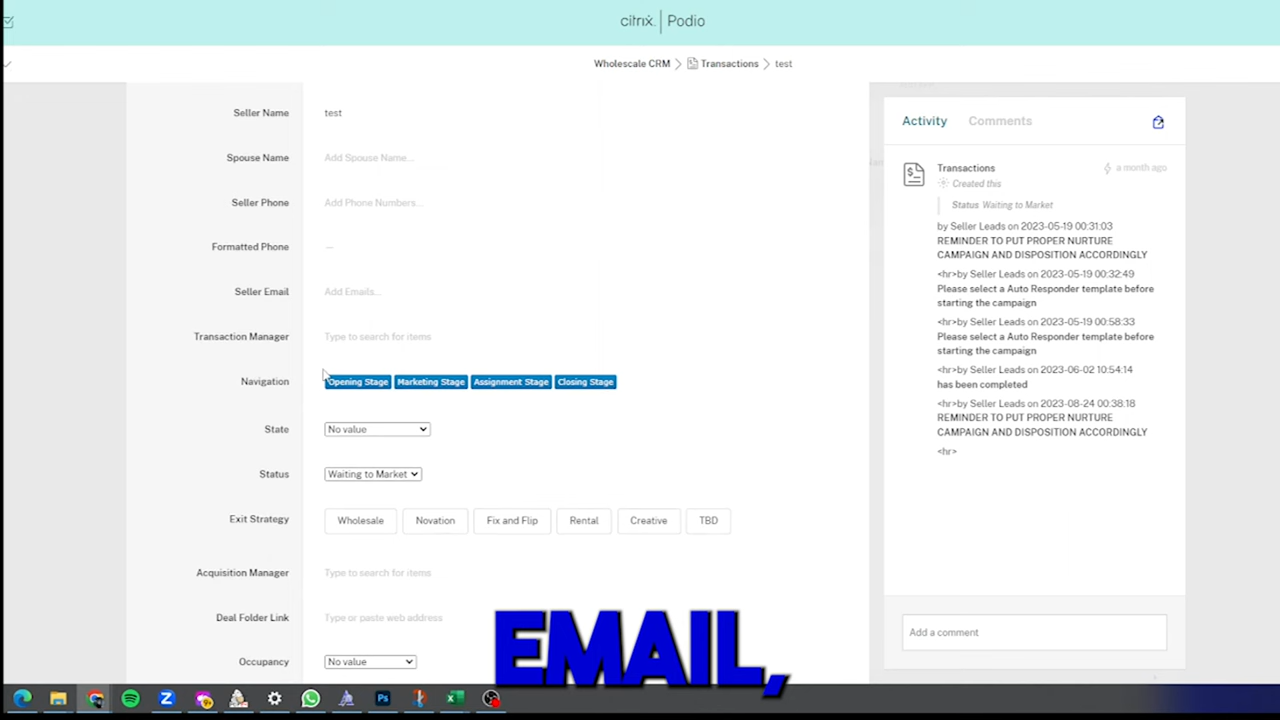 citrix | Podio
Wholescale CRM > Transactions > test
Seller Name test
Spouse Name Add Spouse Name...
Seller Phone Add Phone Numbers...
Formatted Phone —
Seller Email Add Emails...
Transaction Manager Type to search for items
Navigation Opening Stage Marketing Stage Assignment Stage Closing Stage
State No value
Status Waiting to Market
Exit Strategy Wholesale Novation Fix and Flip Rental Creative TBD
Acquisition Manager Type to search for items
Deal Folder Link Type or paste web address
Occupancy No value
Activity Comments
Transactions a month ago
Created this
Status Waiting to Market
by Seller Leads on 2023-05-19 00:31:03
REMINDER TO PUT PROPER NURTURE
CAMPAIGN AND DISPOSITION ACCORDINGLY
<hr>by Seller Leads on 2023-05-19 00:32:49
Please select a Auto Responder template before
starting the campaign
<hr>by Seller Leads on 2023-05-19 00:58:33
Please select a Auto Responder template before
starting the campaign
<hr>by Seller Leads on 2023-06-02 10:54:14
has been completed
<hr>by Seller Leads on 2023-08-24 00:38:18
REMINDER TO PUT PROPER NURTURE
CAMPAIGN AND DISPOSITION ACCORDINGLY
<hr>
Add a comment
EMAIL,